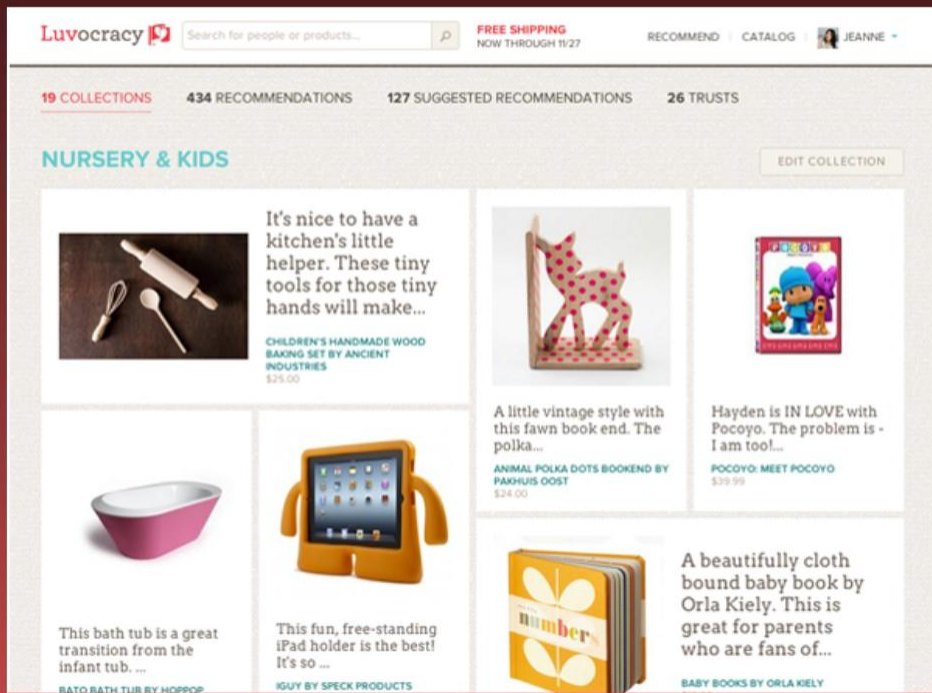 Luvocracy
Search for people or products...
FREE SHIPPING
NOW THROUGH 11/27
RECOMMEND
CATALOG
JEANNE
19 COLLECTIONS
434 RECOMMENDATIONS
127 SUGGESTED RECOMMENDATIONS
26 TRUSTS
NURSERY & KIDS
EDIT COLLECTION
It's nice to have a
kitchen's little
helper. These tiny
tools for those tiny
hands will make...
CHILDREN'S HANDMADE WOOD
BAKING SET BY ANCIENT
INDUSTRIES
$25.00
A little vintage style with
this fawn book end. The
polka...
ANIMAL POLKA DOTS BOOKEND BY
PAKHUIS OOST
$24.00
POCOYO
Hayden is IN LOVE with
Pocoyo. The problem is -
I am too!...
POCOYO: MEET POCOYO
$39.99
This bath tub is a great
transition from the
infant tub. ...
BATO BATH TUB BY HOPPOP
This fun, free-standing
iPad holder is the best!
It's so ...
IGUY BY SPECK PRODUCTS
numbers
A beautifully cloth
bound baby book by
Orla Kiely. This is
great for parents
who are fans of...
BABY BOOKS BY ORLA KIELY